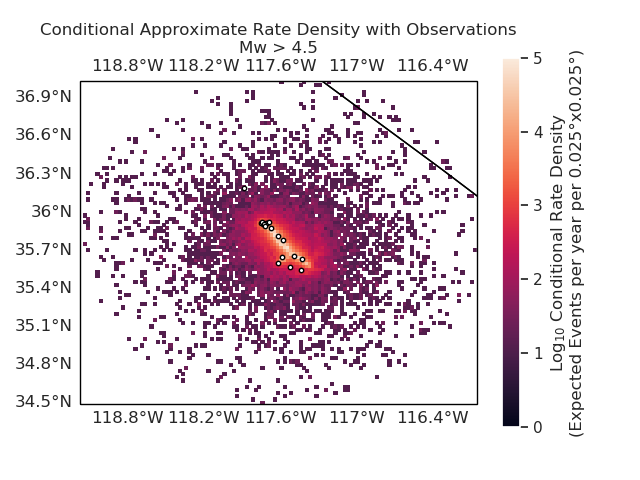 Conditional Approximate Rate Density with Observations
Mw > 4.5
118.8°W 118.2°W 117.6°W 117°W 116.4°W
36.9°N
36.6°N
36.3°N
36°N
35.7°N
35.4°N
35.1°N
34.8°N
34.5°N
118.8°W 118.2°W 117.6°W 117°W 116.4°W
5
4
3
2
1
0
Log₁₀ Conditional Rate Density
(Expected Events per year per 0.025°x0.025°)